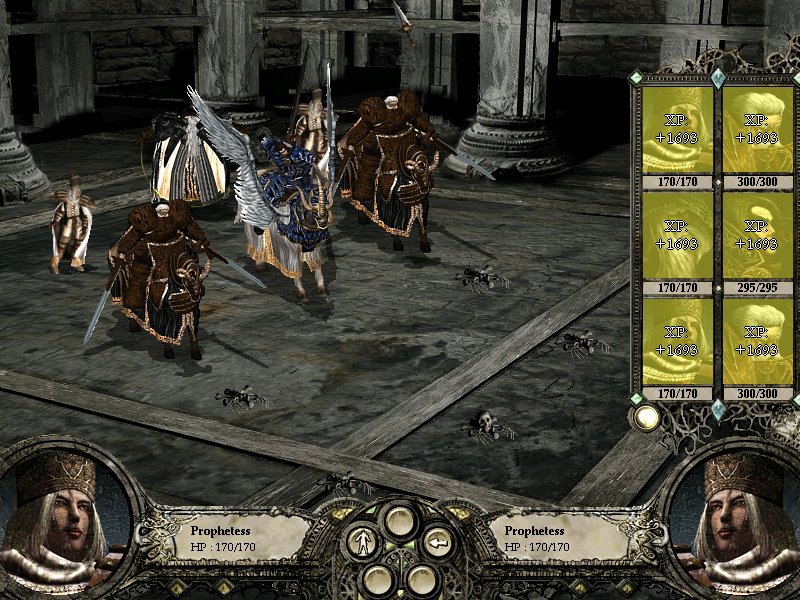 XP: XP:
+1693 +1693
170/170 300/300
XP: XP:
+1693 +1693
170/170 295/295
XP: XP:
+1693 +1693
170/170 300/300
Prophetess
HP : 170/170
Prophetess
HP : 170/170